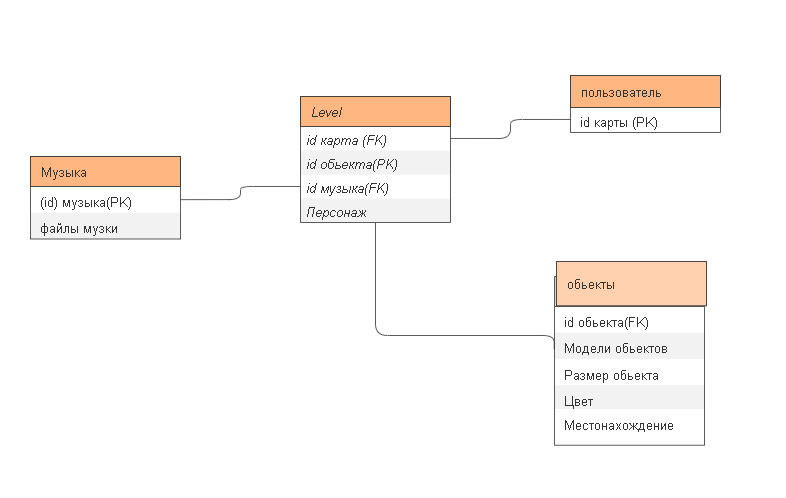 Музыка
(id) музыка(PK)
файлы музки
Level
id карта (FK)
id обьекта(PK)
id музыка(FK)
Персонаж
пользователь
id карты (PK)
обьекты
id обьекта(FK)
Модели обьектов
Размер обьекта
Цвет
Местонахождение